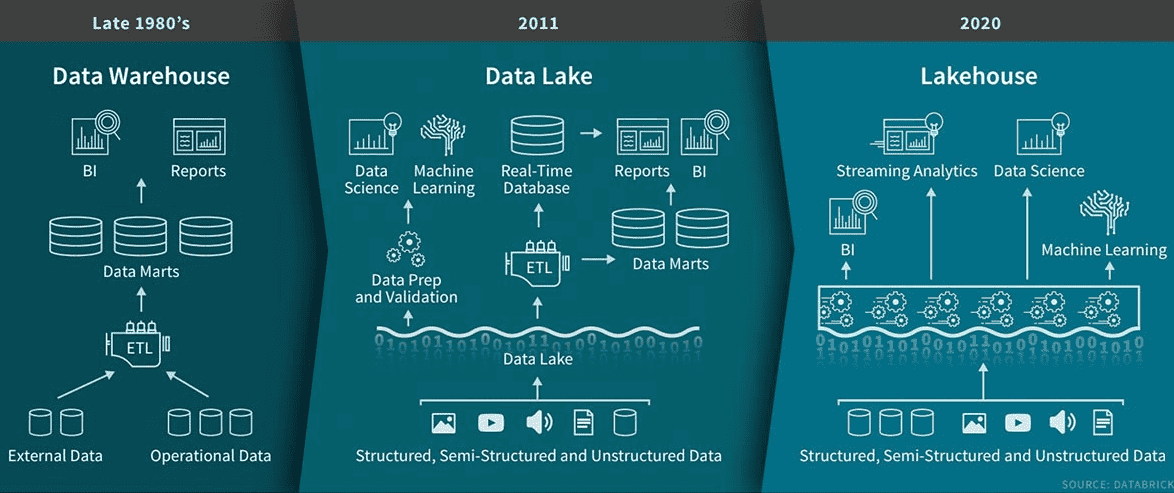 Late 1980's
2011
2020
Data Warehouse
BI
Reports
Data Marts
ETL
External Data
Operational Data
Data Lake
Data
Science
Machine
Learning
Real-Time
Database
Reports
BI
Data Prep
and Validation
ETL
Data Marts
Data Lake
Structured, Semi-Structured and Unstructured Data
Lakehouse
Streaming Analytics
Data Science
BI
Machine Learning
Structured, Semi-Structured and Unstructured Data
SOURCE: DATABRICK